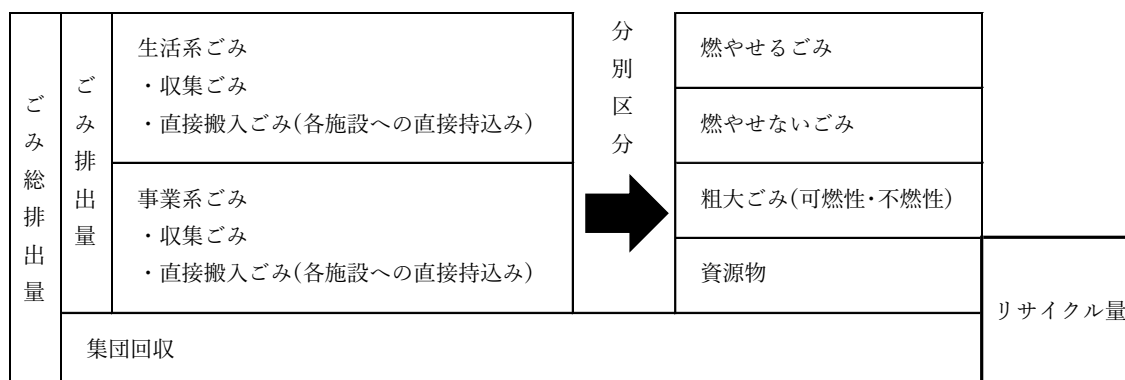 ごみ総排出量
ごみ排出量
生活系ごみ
・収集ごみ
・直接搬入ごみ(各施設への直接持込み)
事業系ごみ
・収集ごみ
・直接搬入ごみ(各施設への直接持込み)
集団回収
分別区分
燃やせるごみ
燃やせないごみ
粗大ごみ(可燃性・不燃性)
資源物
リサイクル量